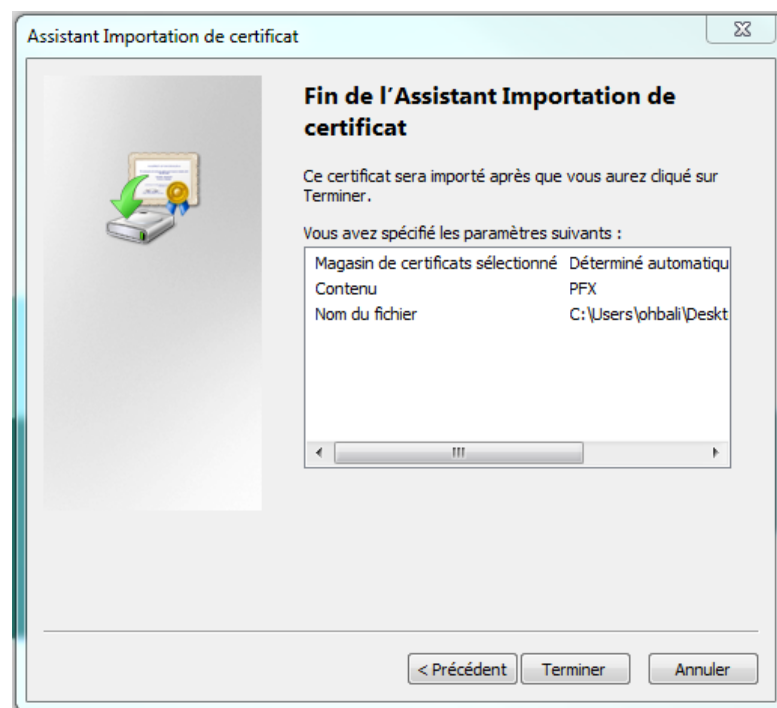 Assistant Importation de certificat
Fin de l'Assistant Importation de
certificat
Ce certificat sera importé après que vous aurez cliqué sur
Terminer.
Vous avez spécifié les paramètres suivants :
Magasin de certificats sélectionné Déterminé automatiqu
Contenu PFX
Nom du fichier C:\Users\ohbali\Deskt
< Précédent Terminer Annuler